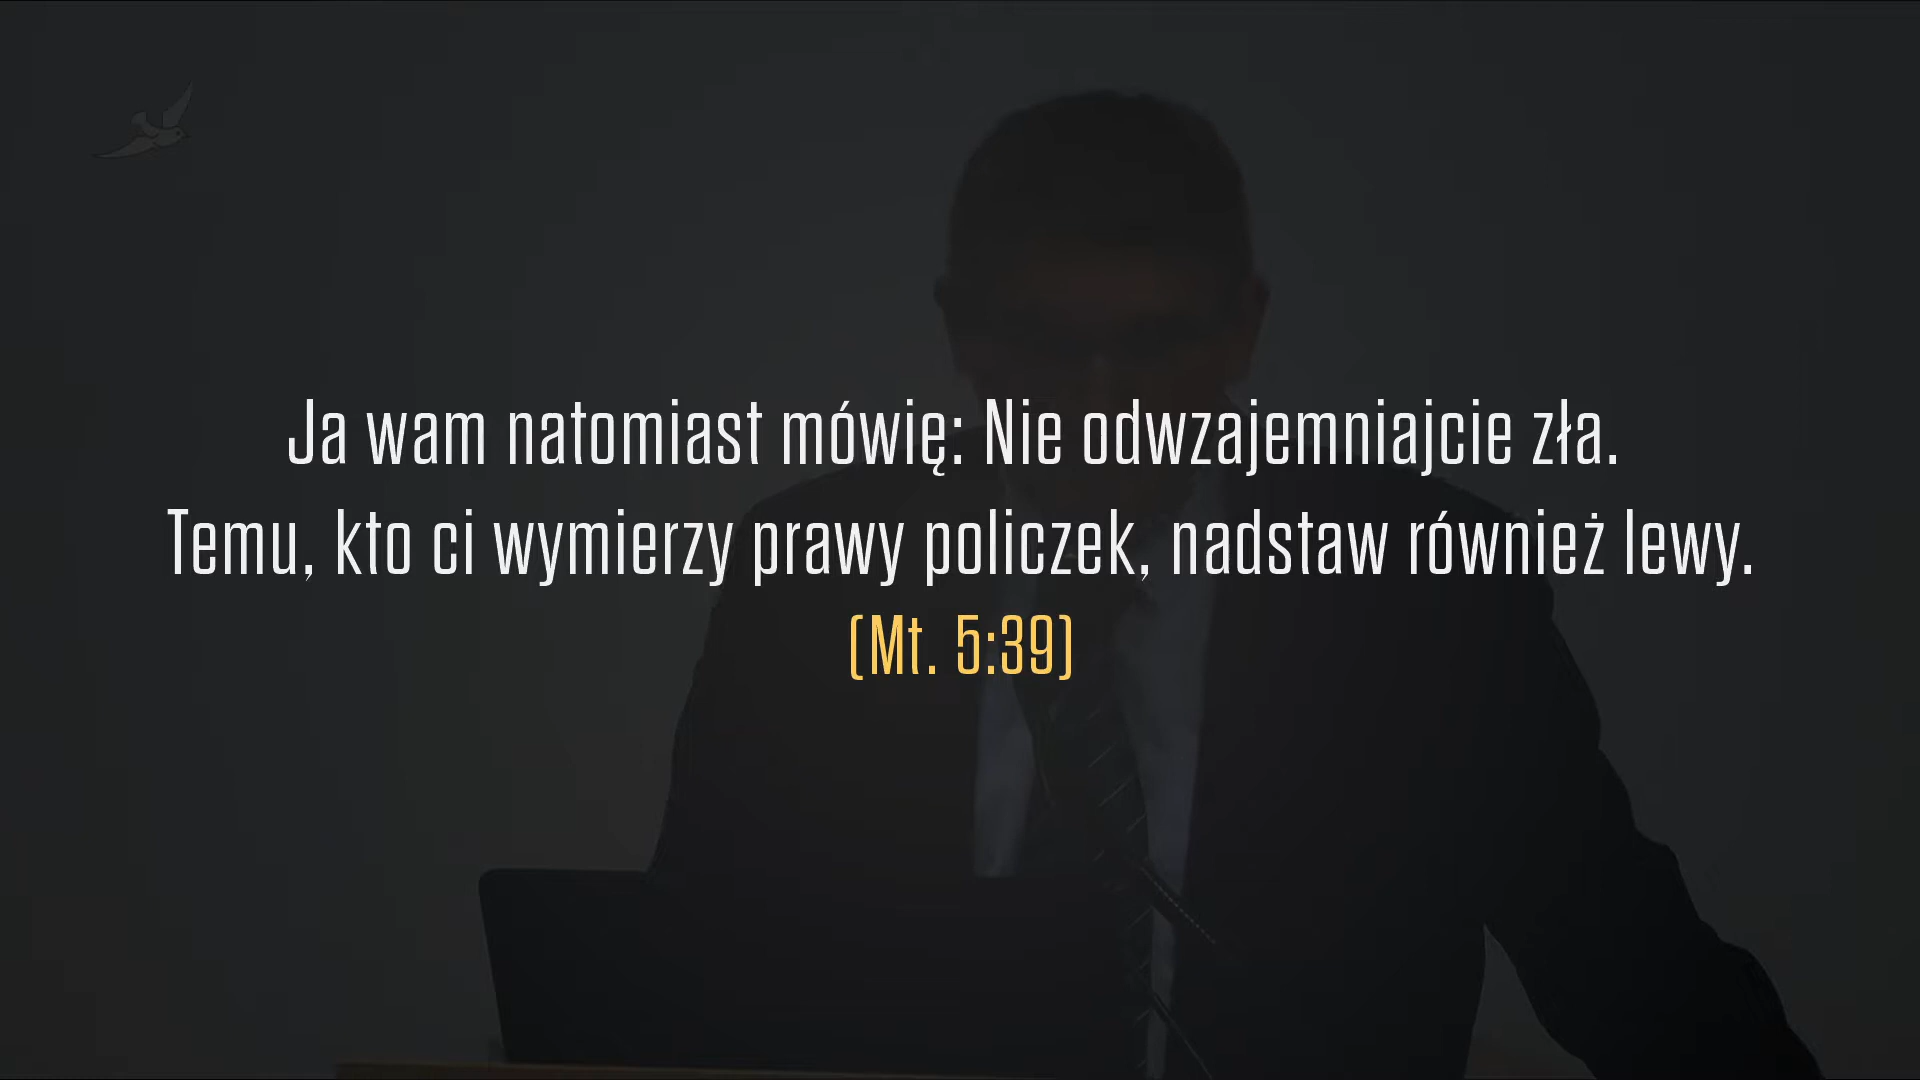 Ja wam natomiast mówię: Nie odwzajemniajcie zła.
Temu, kto ci wymierzy prawy policzek, nadstaw również lewy.
(Mt. 5:39)